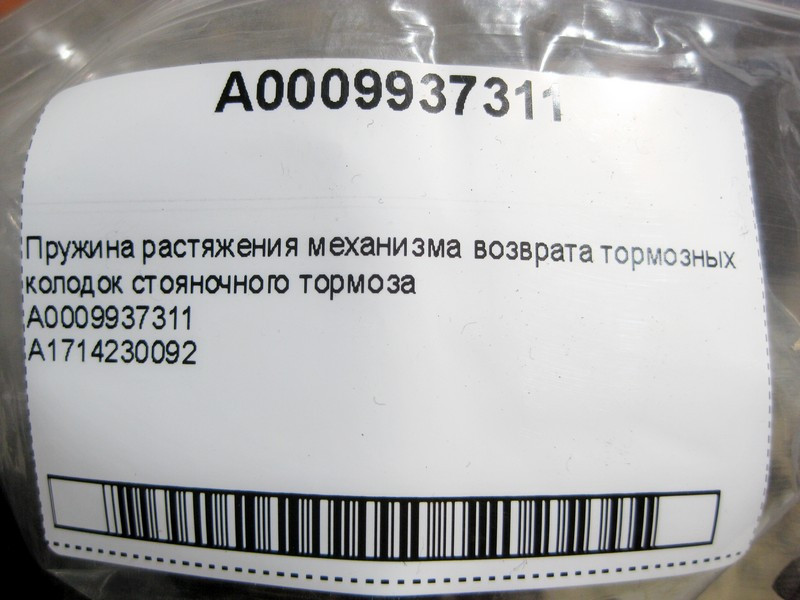 A0009937311
Пружина растяжения механизма возврата тормозных
колодок стояночного тормоза
A0009937311
A1714230092